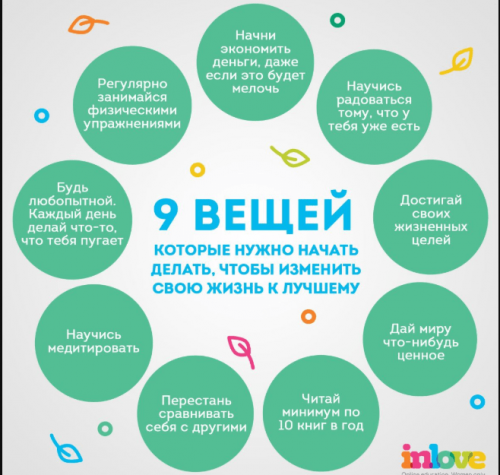 Начни
экономить
деньги, даже
если это будет
мелочь
Научись
радоваться
тому, что у
тебя уже есть
Достигай
своих
жизненных
целей
Дай миру
что-нибудь
ценное
Читай
минимум по
10 книг в год
Перестань
сравнивать
себя с другими
Научись
медитировать
Будь
любопытной.
Каждый день
делай что-то,
что тебя пугает
Регулярно
занимайся
физическими
упражнениями
9 ВЕЩЕЙ
КОТОРЫЕ НУЖНО НАЧАТЬ
ДЕЛАТЬ, ЧТОБЫ ИЗМЕНИТЬ
СВОЮ ЖИЗНЬ К ЛУЧШЕМУ
inlove